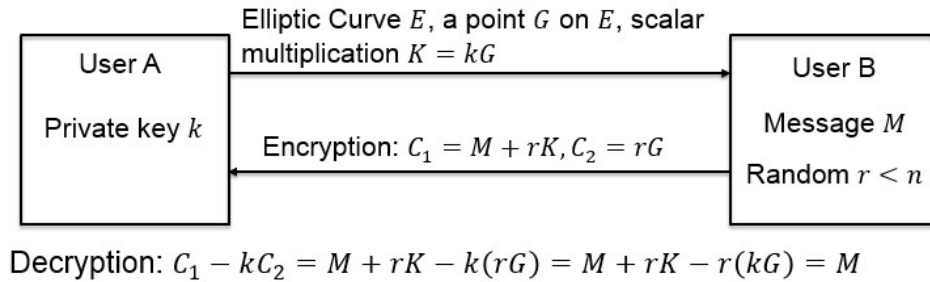 Elliptic Curve E, a point G on E, scalar
multiplication K = kG
User A
Private key k
User B
Message M
Random r < n
Encryption: C₁ = M + rK, C₂ = rG
Decryption: C₁ − kC₂ = M + rK − k(rG) = M + rK − r(kG) = M